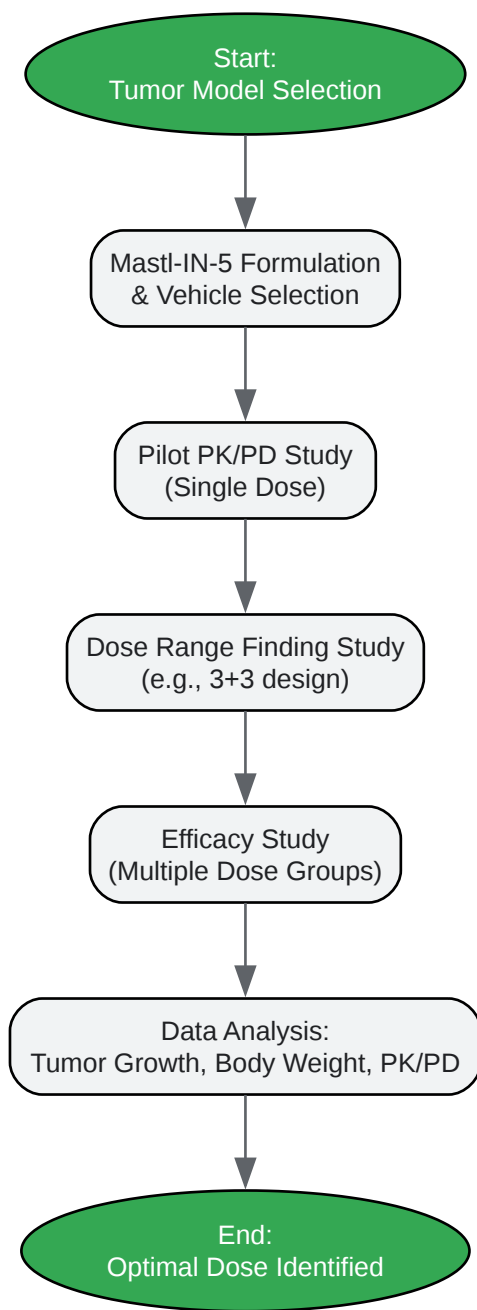 Start:
Tumor Model Selection
Mastl-IN-5 Formulation
& Vehicle Selection
Pilot PK/PD Study
(Single Dose)
Dose Range Finding Study
(e.g., 3+3 design)
Efficacy Study
(Multiple Dose Groups)
Data Analysis:
Tumor Growth, Body Weight, PK/PD
End:
Optimal Dose Identified